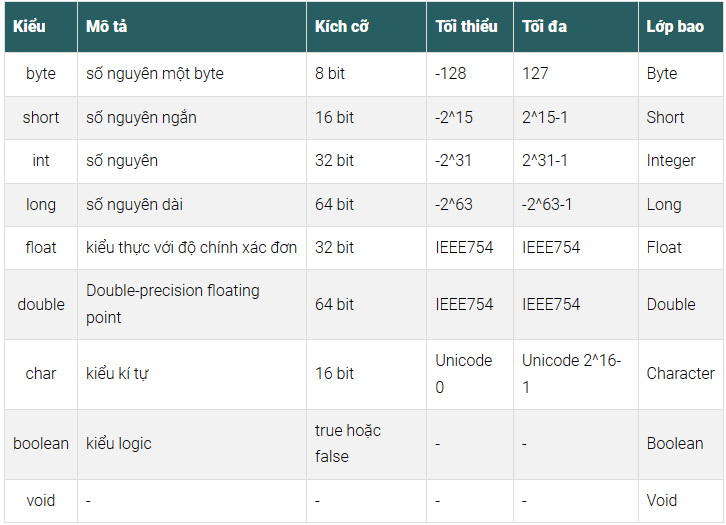 Kiểu Mô tả Kích cỡ Tối thiểu Tối đa Lớp bao
byte số nguyên một byte 8 bit -128 127 Byte
short số nguyên ngắn 16 bit -2^15 2^15-1 Short
int số nguyên 32 bit -2^31 2^31-1 Integer
long số nguyên dài 64 bit -2^63 -2^63-1 Long
float kiểu thực với độ chính xác đơn 32 bit IEEE754 IEEE754 Float
double Double-precision floating point 64 bit IEEE754 IEEE754 Double
char kiểu kí tự 16 bit Unicode 0 Unicode 2^16-1 Character
boolean kiểu logic true hoặc false - - Boolean
void - - - - Void